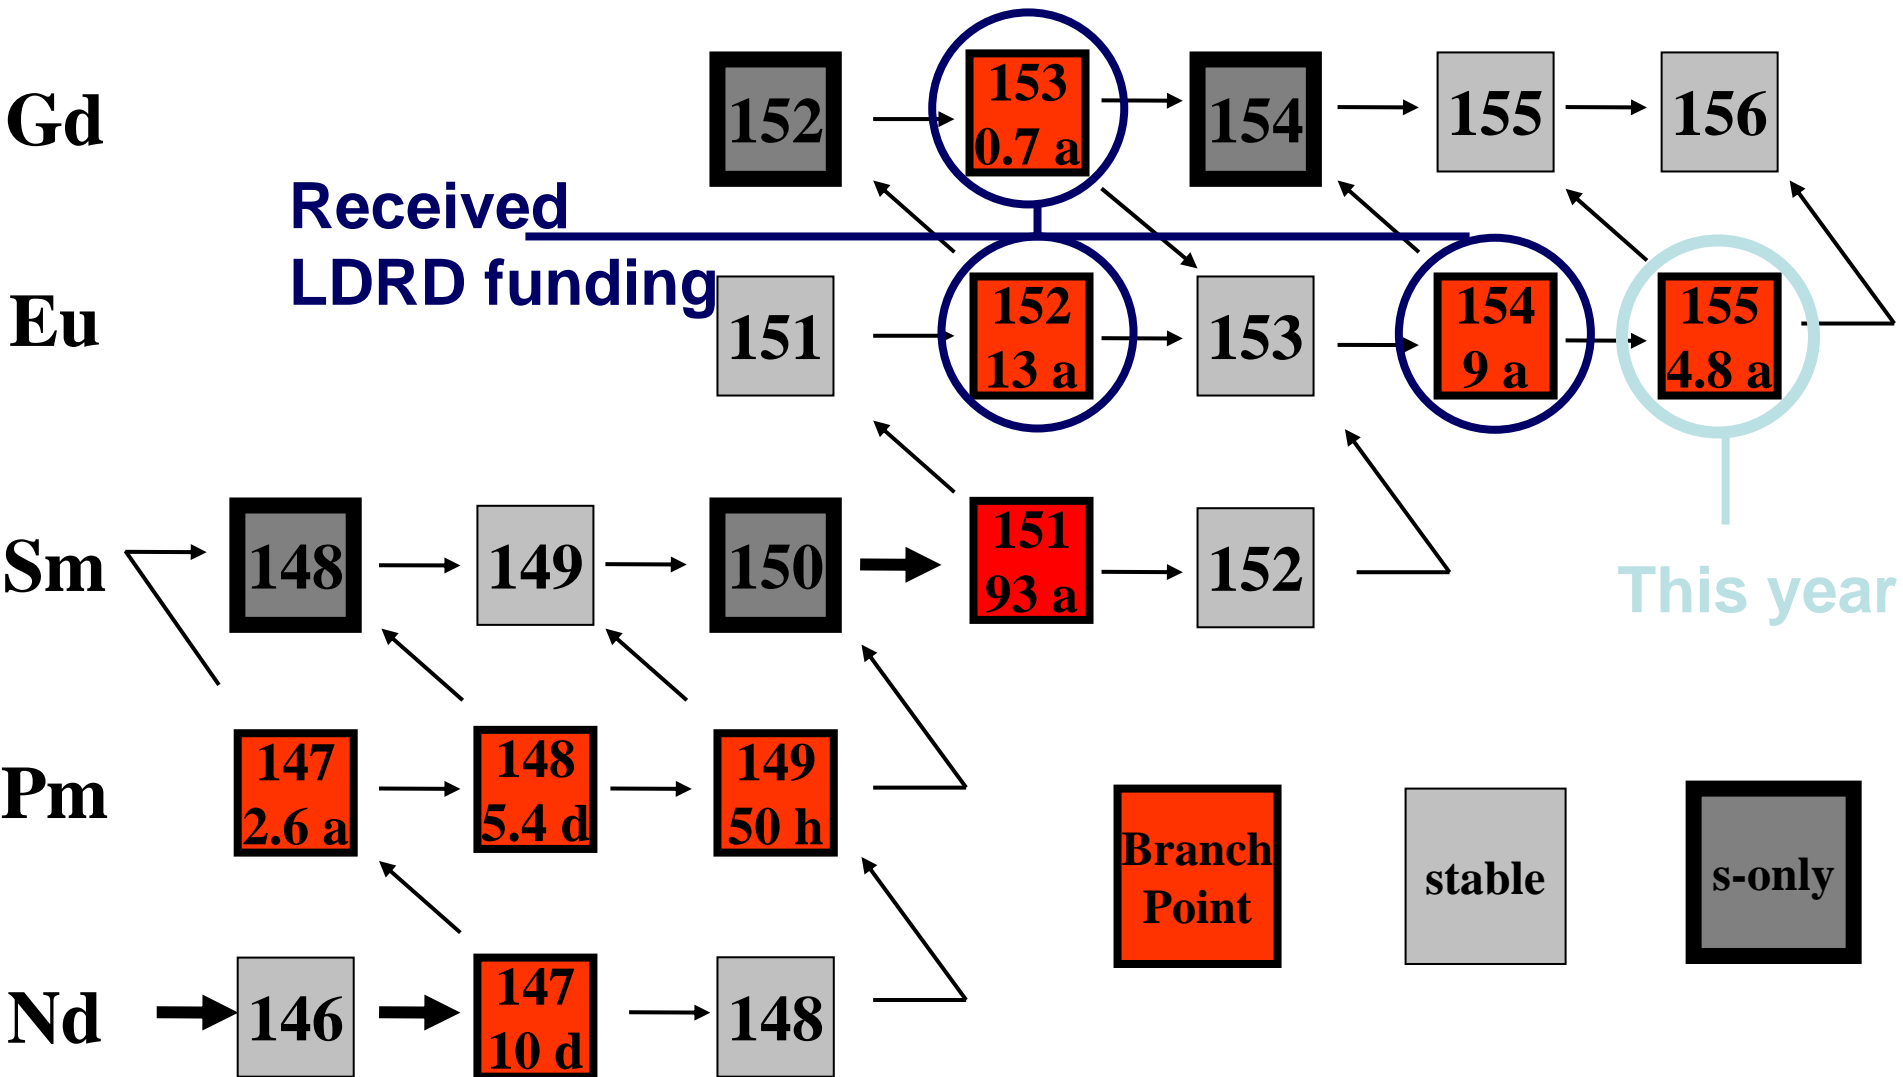 Gd
152
153
0.7 a
154
155
156
Received
LDRD funding
Eu
151
152
13 a
153
154
9 a
155
4.8 a
Sm
148
149
150
151
93 a
152
This year
Pm
147
2.6 a
148
5.4 d
149
50 h
Branch
Point
stable
s-only
Nd
146
147
10 d
148